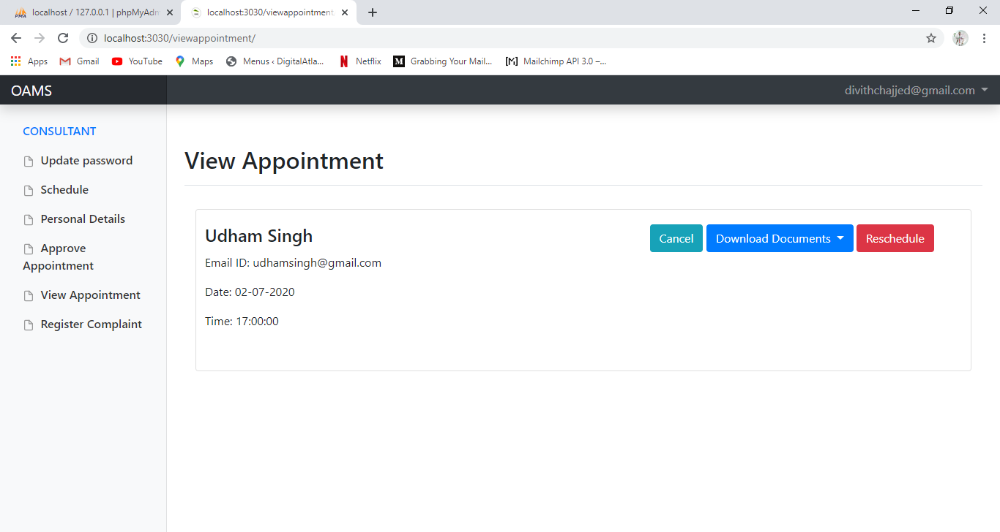 localhost / 127.0.0.1 | phpMyAdm
localhost:3030/viewappointment
localhost:3030/viewappointment/
Apps Gmail YouTube Maps Menus ‹ DigitalAtla... Netflix Grabbing Your Mail... Mailchimp API 3.0 –...
OAMS
divithchajjed@gmail.com
CONSULTANT
Update password
Schedule
Personal Details
Approve
Appointment
View Appointment
Register Complaint
View Appointment
Udham Singh
Cancel Download Documents Reschedule
Email ID: udhamsingh@gmail.com
Date: 02-07-2020
Time: 17:00:00